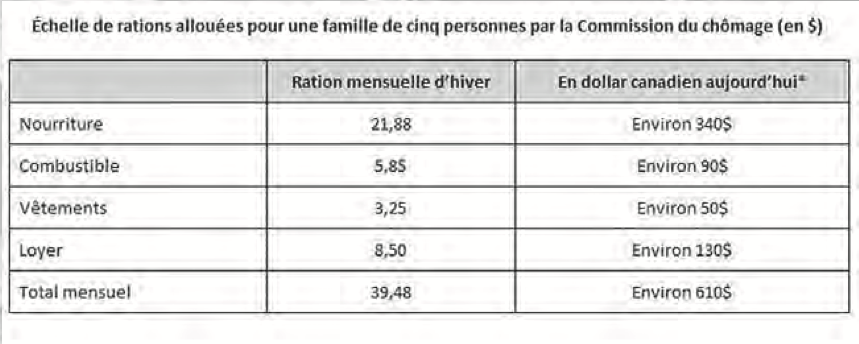 Échelle de rations allouées pour une famille de cinq personnes par la Commission du chômage (en $)
Ration mensuelle d'hiver En dollar canadien aujourd'hui*
Nourriture 21,88 Environ 340$
Combustible 5,85 Environ 90$
Vêtements 3,25 Environ 50$
Loyer 8,50 Environ 130$
Total mensuel 39,48 Environ 610$